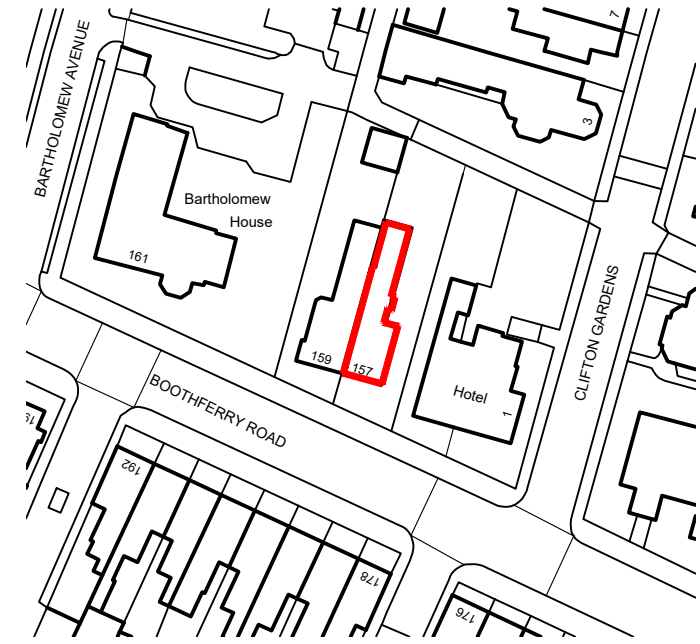 7
BARTHOLOMEW AVENUE
3
Bartholomew
House
161
CLIFTON GARDENS
159
157
Hotel
1
BOOTHFERRY ROAD
192
178
176